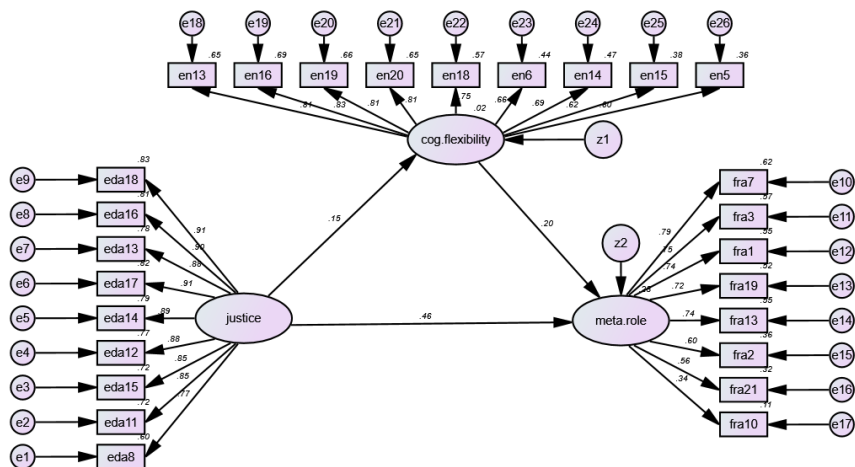 e18 e19 e20 e21 e22 e23 e24 e25 e26
.65 .69 .66 .65 .57 .44 .47 .38 .36
en13 en16 en19 en20 en18 en6 en14 en15 en5
.81 .83 .81 .81 .75 .66 .69 .62 .60
.02
cog.flexibility
z1
.15
.20
.83
e9 eda18
.81
e8 eda16
.78
e7 eda13
.82
e6 eda17
.79
e5 eda14
.77
e4 eda12
.72
e3 eda15
.72
e2 eda11
.60
e1 eda8
.91
.90
.88
.91
.89
.88
.85
.85
.77
justice
.46
z2
meta.role
.79
.75
.74
.72
.74
.60
.56
.34
.62
fra7 e10
.57
fra3 e11
.55
fra1 e12
.52
fra19 e13
.55
fra13 e14
.36
fra2 e15
.32
fra21 e16
.11
fra10 e17